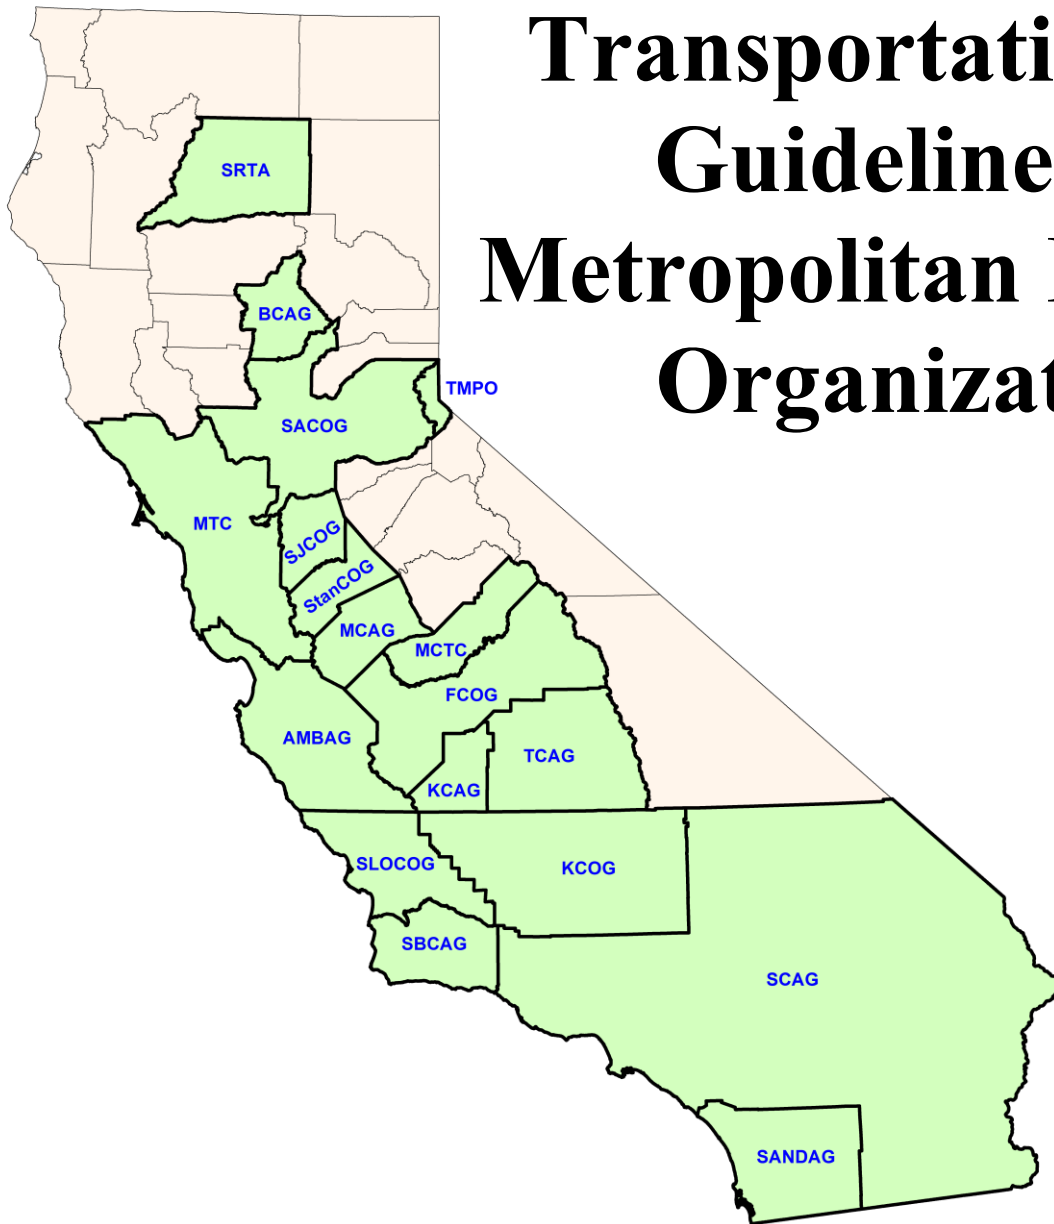 Transportati
Guideline
Metropolitan
Organizat
SRTA
BCAG
TMPO
SACOG
MTC
SJCOG
StanCOG
MCAG
MCTC
FCOG
AMBAG
TCAG
KCAG
SLOCOG
KCOG
SBCAG
SCAG
SANDAG